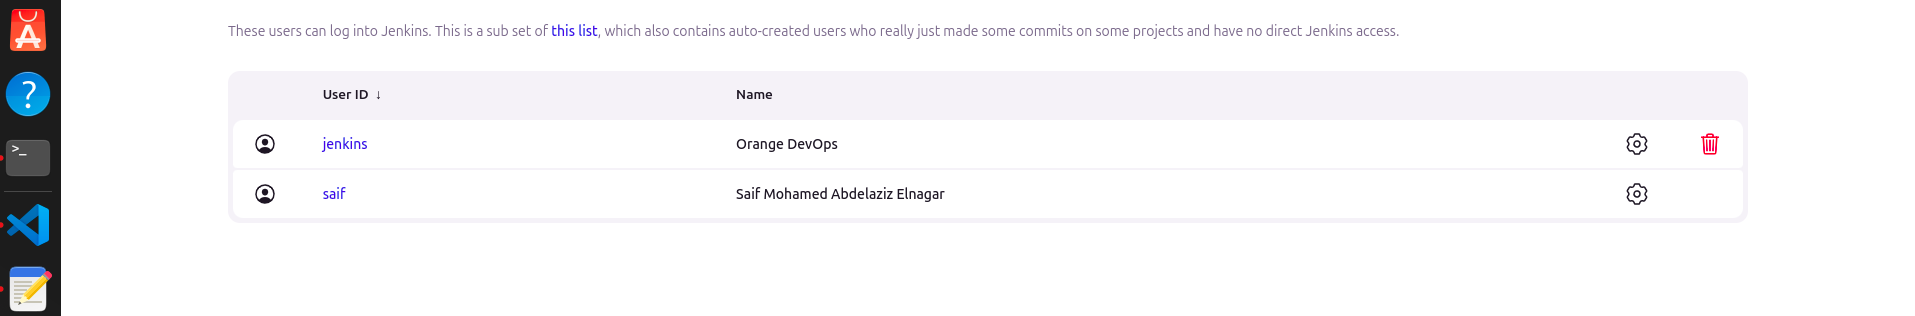 These users can log into Jenkins. This is a sub set of this list, which also contains auto-created users who really just made some commits on some projects and have no direct Jenkins access.
User ID ↓ Name
jenkins Orange DevOps
saif Saif Mohamed Abdelaziz Elnagar
A
?
>_